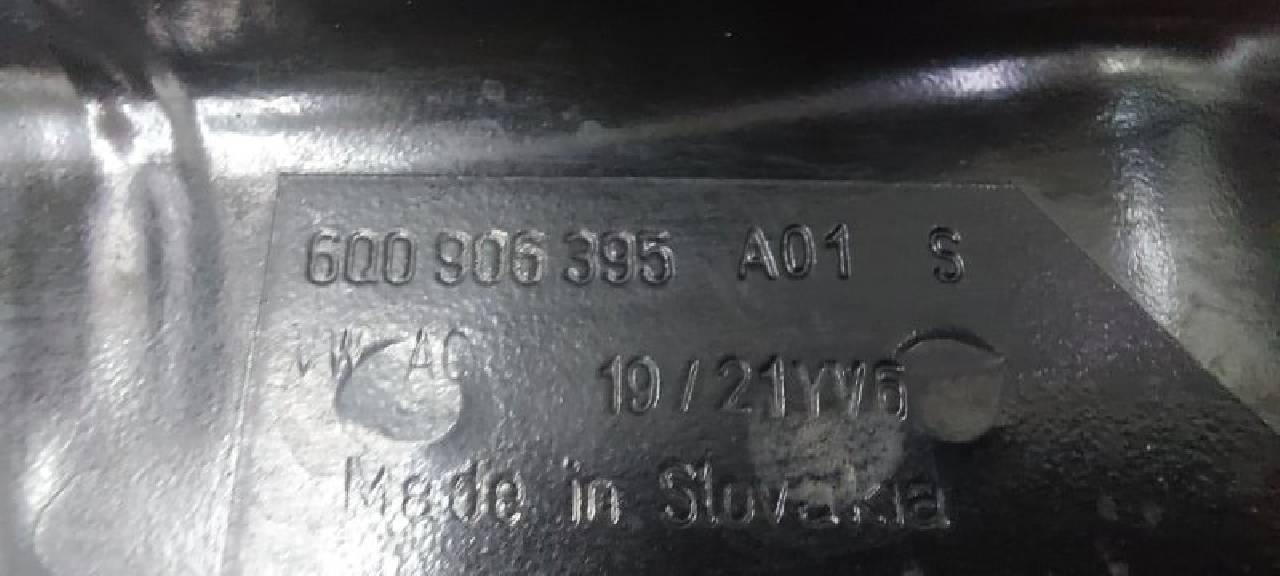 6Q0 906 395 A01 S
VW AG 19/21YV6
Made in Slovakia